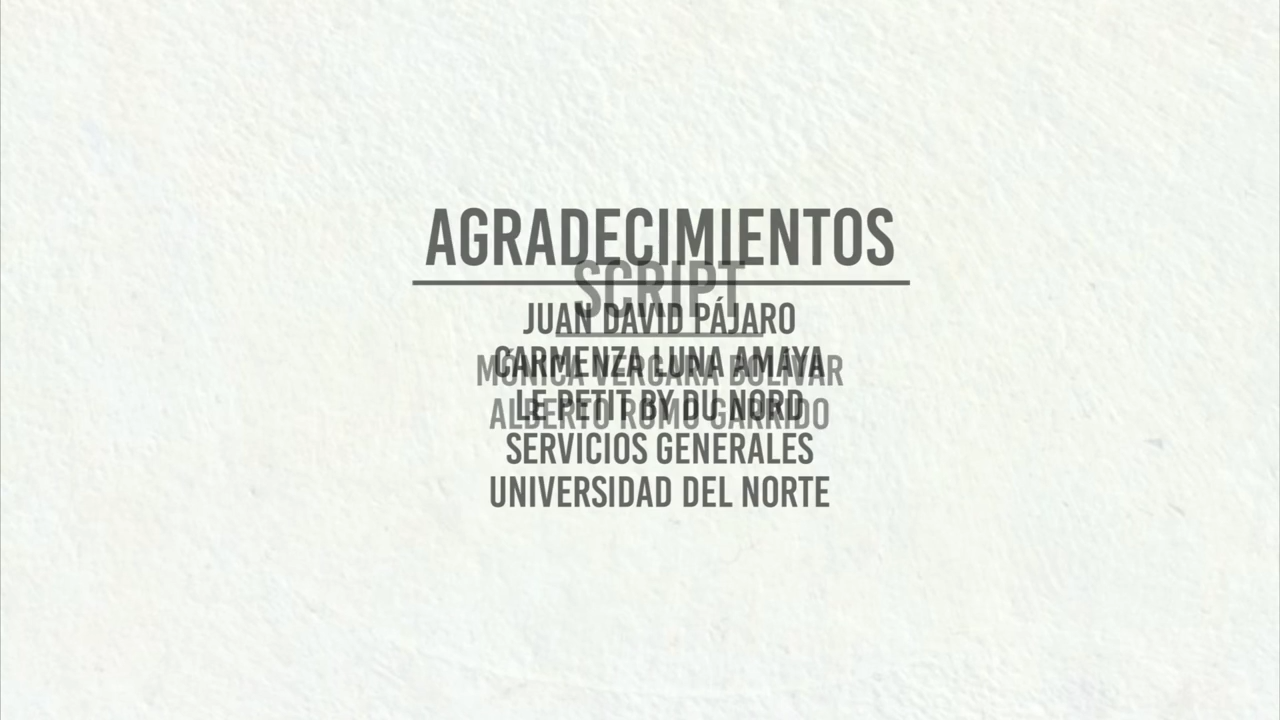 AGRADECIMIENTOS
JUAN DAVID PÁJARO
CARMENZA LUNA AMAYA
LE PETIT BY DU NORD
SERVICIOS GENERALES
UNIVERSIDAD DEL NORTE
SCRIPT
MÓNICA VERGARA BOLIVAR
ALBERTO ROMO GARRIDO